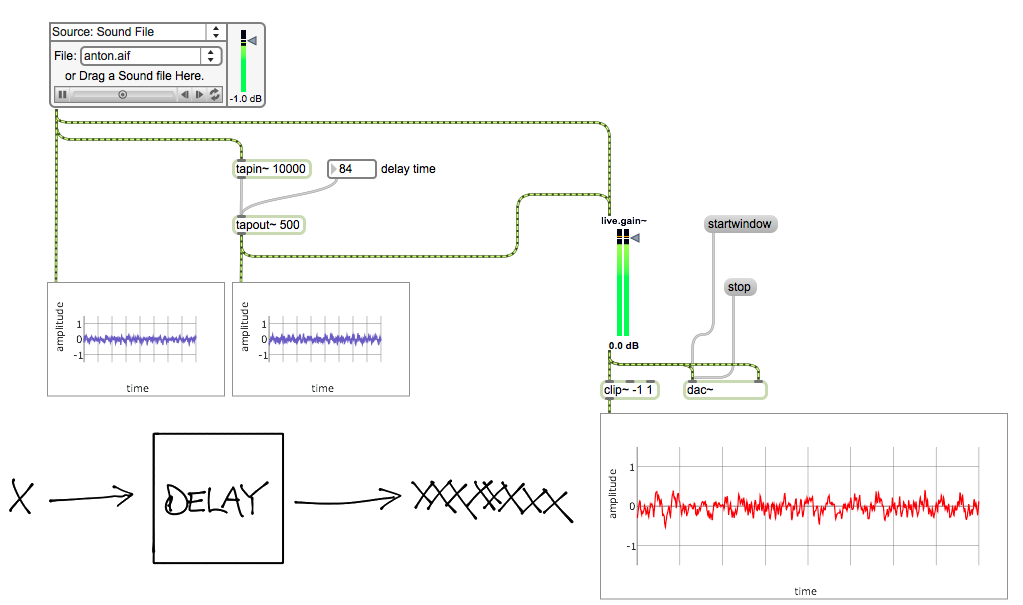 Source: Sound File
File: anton.aif
or Drag a Sound file Here.
-1.0 dB
tapin~ 10000
84
delay time
tapout~ 500
live.gain~
startwindow
stop
0.0 dB
clip~ -1 1
dac~
amplitude
1
0
-1
time
amplitude
1
0
-1
time
X
DELAY
XXXXXXXX
amplitude
1
0
-1
time